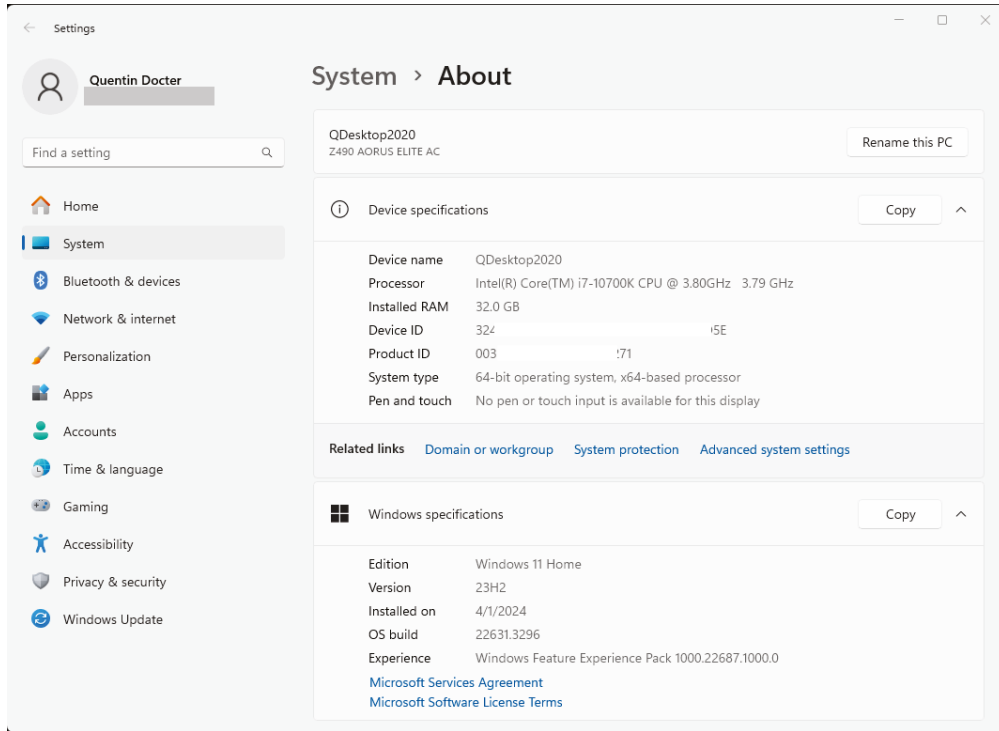 Settings
Quentin Docter
Find a setting
Home
System
Bluetooth & devices
Network & internet
Personalization
Apps
Accounts
Time & language
Gaming
Accessibility
Privacy & security
Windows Update
System > About
QDesktop2020
Z490 AORUS ELITE AC
Rename this PC
Device specifications
Copy
Device name QDesktop2020
Processor Intel(R) Core(TM) i7-10700K CPU @ 3.80GHz 3.79 GHz
Installed RAM 32.0 GB
Device ID 324 5E
Product ID 003 271
System type 64-bit operating system, x64-based processor
Pen and touch No pen or touch input is available for this display
Related links Domain or workgroup System protection Advanced system settings
Windows specifications
Copy
Edition Windows 11 Home
Version 23H2
Installed on 4/1/2024
OS build 22631.3296
Experience Windows Feature Experience Pack 1000.22687.1000.0
Microsoft Services Agreement
Microsoft Software License Terms